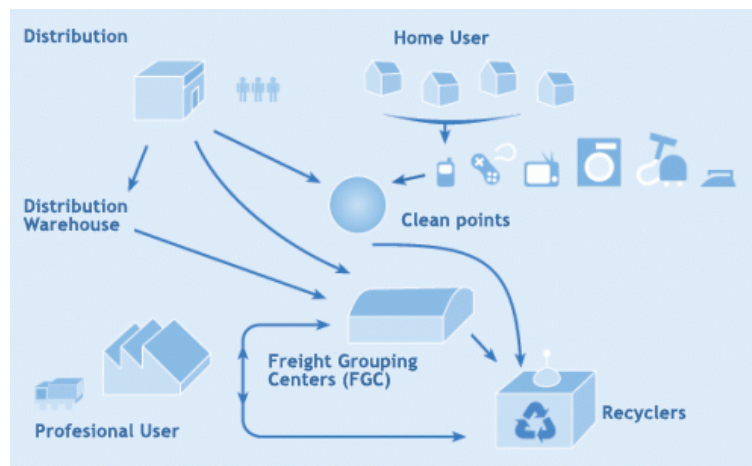 Distribution
Home User
Distribution
Warehouse
Clean points
Freight Grouping
Centers (FGC)
Recyclers
Profesional User